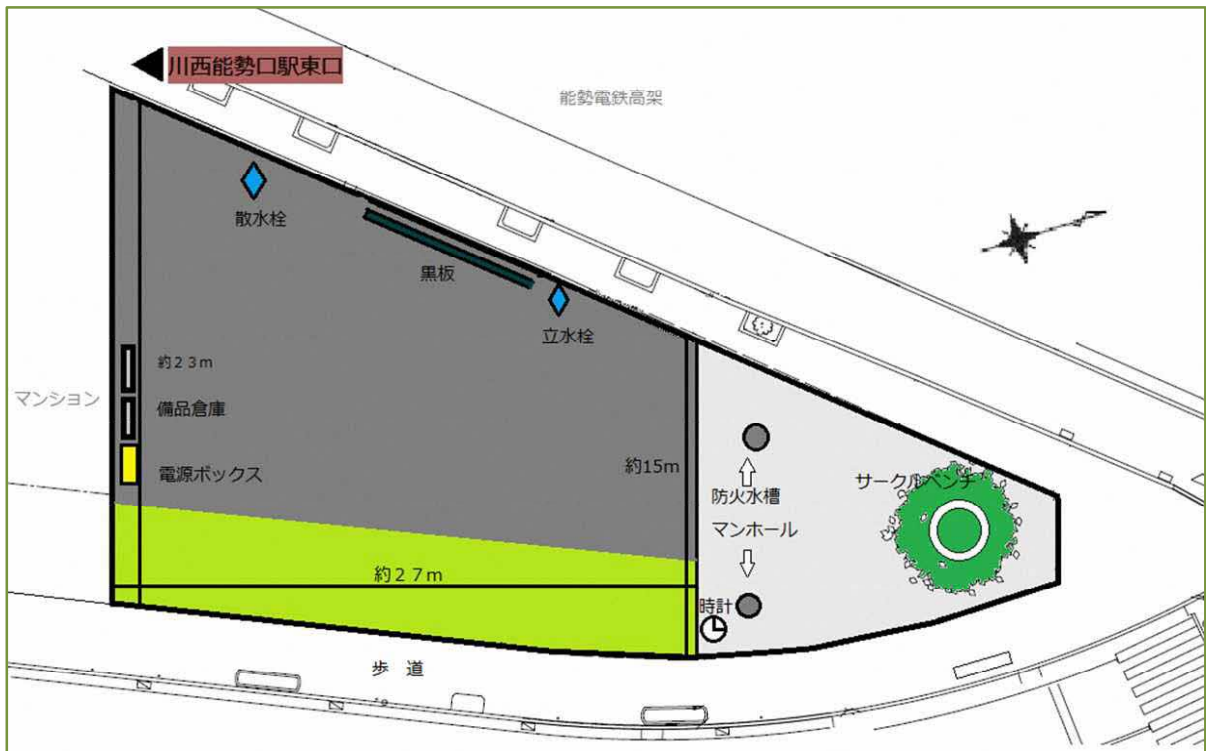 川西能勢口駅東口
能勢電鉄高架
散水栓
黒板
立水栓
約23m
マンション
備品倉庫
約15m
電源ボックス
サークルベンチ
防火水槽
マンホール
約27m
時計
歩 道